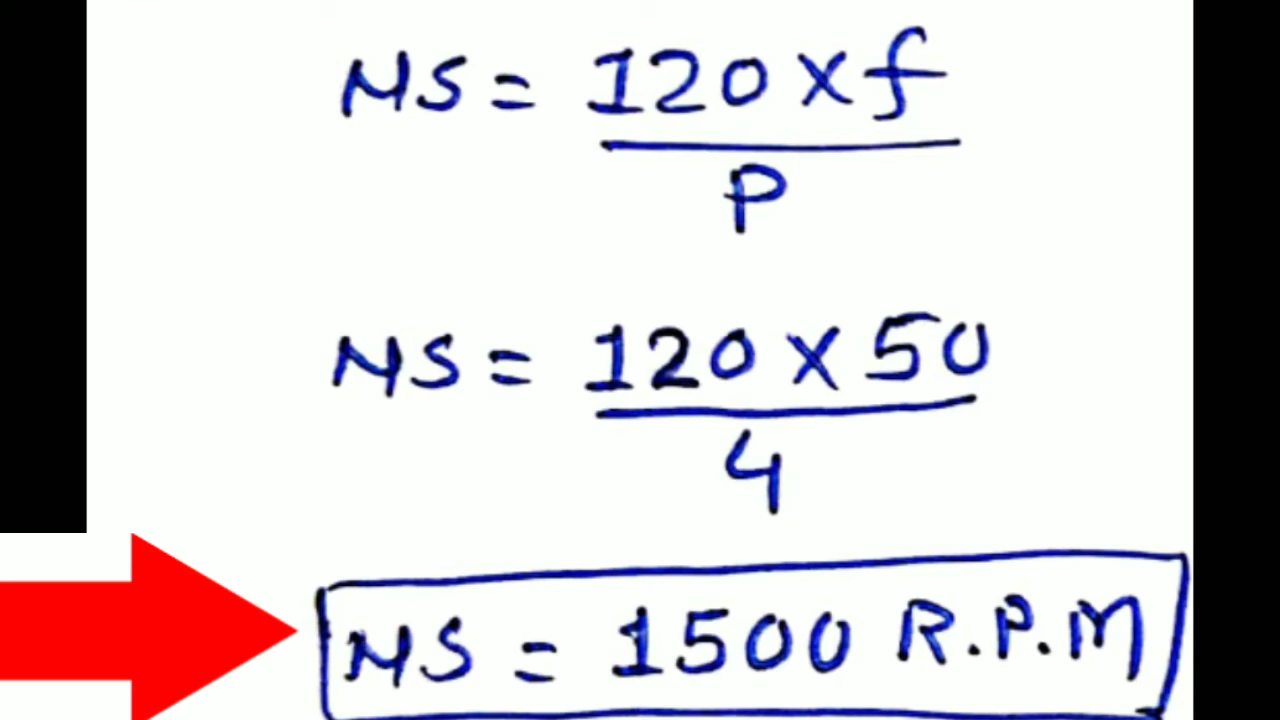 NS = 120 x f
P
NS = 120 x 50
4
NS = 1500 R.P.M